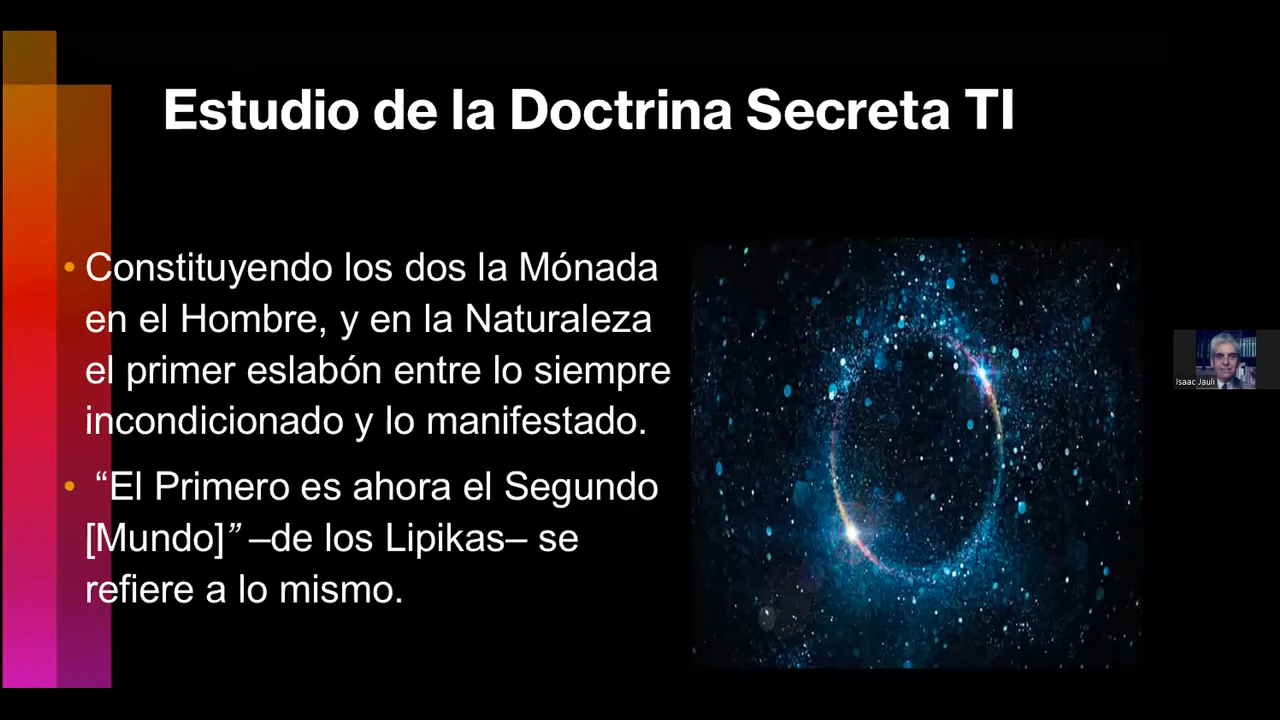 Estudio de la Doctrina Secreta TI
• Constituyendo los dos la Mónada
en el Hombre, y en la Naturaleza
el primer eslabón entre lo siempre
incondicionado y lo manifestado.
• “El Primero es ahora el Segundo
[Mundo]” –de los Lipikas– se
refiere a lo mismo.
Isaac Jauli